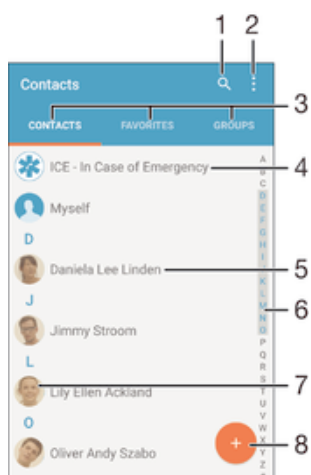 1 2
Contacts
3
CONTACTS FAVORITES GROUPS
ICE - In Case of Emergency 4
Myself
D
Daniela Lee Linden 5
J
Jimmy Stroom
L
Lily Ellen Ackland
O
Oliver Andy Szabo
A
B
C
D
E
F
G
H
I
J
K
L
M
N
O
P
Q
R
S
T
U
V
W
X
Y
Z
6
7
8